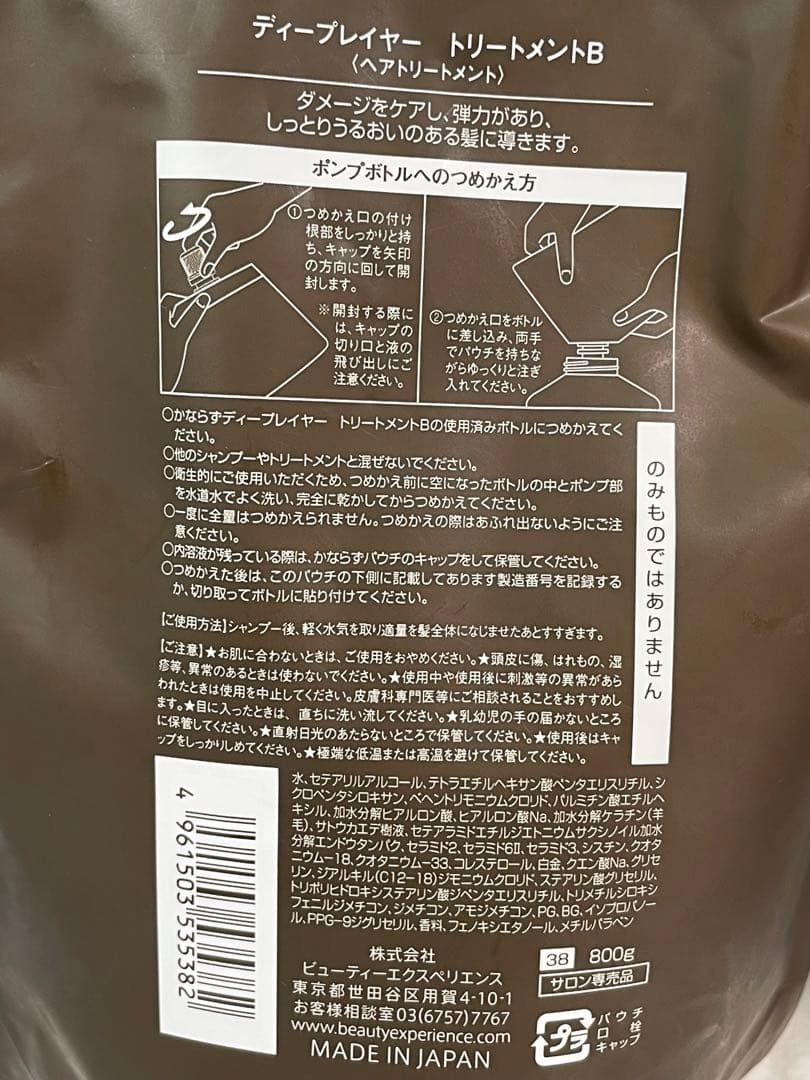 ディープレイヤー　トリートメントB
〈ヘアトリートメント〉
ダメージをケアし、弾力があり、
しっとりうるおいのある髪に導きます。
ポンプボトルへのつめかえ方
①つめかえ口の付け
根部をしっかりと持
ち、キャップを矢印
の方向に回して開
封します。
※開封する際に
は、キャップの
切り口と液の
飛び出しにご
注意ください。
②つめかえ口をボトル
に差し込み、両手
でパウチを持ちな
がらゆっくりと注ぎ
入れてください。
○かならずディープレイヤー　トリートメントBの使用済みボトルにつめかえてく
ださい。
○他のシャンプーやトリートメントと混ぜないでください。
○衛生的にご使用いただくため、つめかえ前に空になったボトルの中とポンプ部
を水道水でよく洗い、完全に乾かしてからつめかえてください。
○一度に全量はつめかえられません。つめかえの際はあふれ出ないようにご注
意ください。
○内溶液が残っている際は、かならずパウチのキャップをして保管してください。
○つめかえた後は、このパウチの下側に記載してあります製造番号を記録する
か、切り取ってボトルに貼り付けてください。
のみものではありません
【ご使用方法】シャンプー後、軽く水気を取り適量を髪全体になじませたあとすすぎます。
【ご注意】★お肌に合わないときは、ご使用をおやめください。★頭皮に傷、はれもの、湿
疹等、異常のあるときは使わないでください。★使用中や使用後に刺激等の異常があら
われたときは使用を中止してください。皮膚科専門医等にご相談されることをおすすめし
ます。★目に入ったときは、直ちに洗い流してください。★乳幼児の手の届かないところ
に保管してください。★直射日光のあたらないところで保管してください。★使用後はキャ
ップをしっかりしめてください。★極端な低温または高温を避けて保管してください。
水、セテアリルアルコール、テトラエチルヘキサン酸ペンタエリスリチル、シ
クロペンタシロキサン、ベヘントリモニウムクロリド、パルミチン酸エチルヘ
キシル、加水分解ヒアルロン酸、ヒアルロン酸Na、加水分解ケラチン(羊
毛)、サトウカエデ樹液、セテアラミドエチルジエトニウムサクシノイル加水
分解エンドウタンパク、セラミド2、セラミド6Ⅱ、セラミド3、シスチン、クオタ
ニウム-18、クオタニウム-33、コレステロール、白金、クエン酸Na、グリセ
リン、ジアルキル(C12-18)ジモニウムクロリド、ステアリン酸グリセリル、
トリポリヒドロキシステアリン酸ジペンタエリスリチル、トリメチルシロキシ
フェニルジメチコン、ジメチコン、アモジメチコン、PG、BG、イソプロパノー
ル、PPG-9ジグリセリル、香料、フェノキシエタノール、メチルパラベン
4 961503 535382
株式会社
ビューティーエクスペリエンス
東京都世田谷区用賀4-10-1
お客様相談室03(6757)7767
www.beautyexperience.com
MADE IN JAPAN
38 800g
サロン専売品
プラ
パウチ
口栓
キャップ